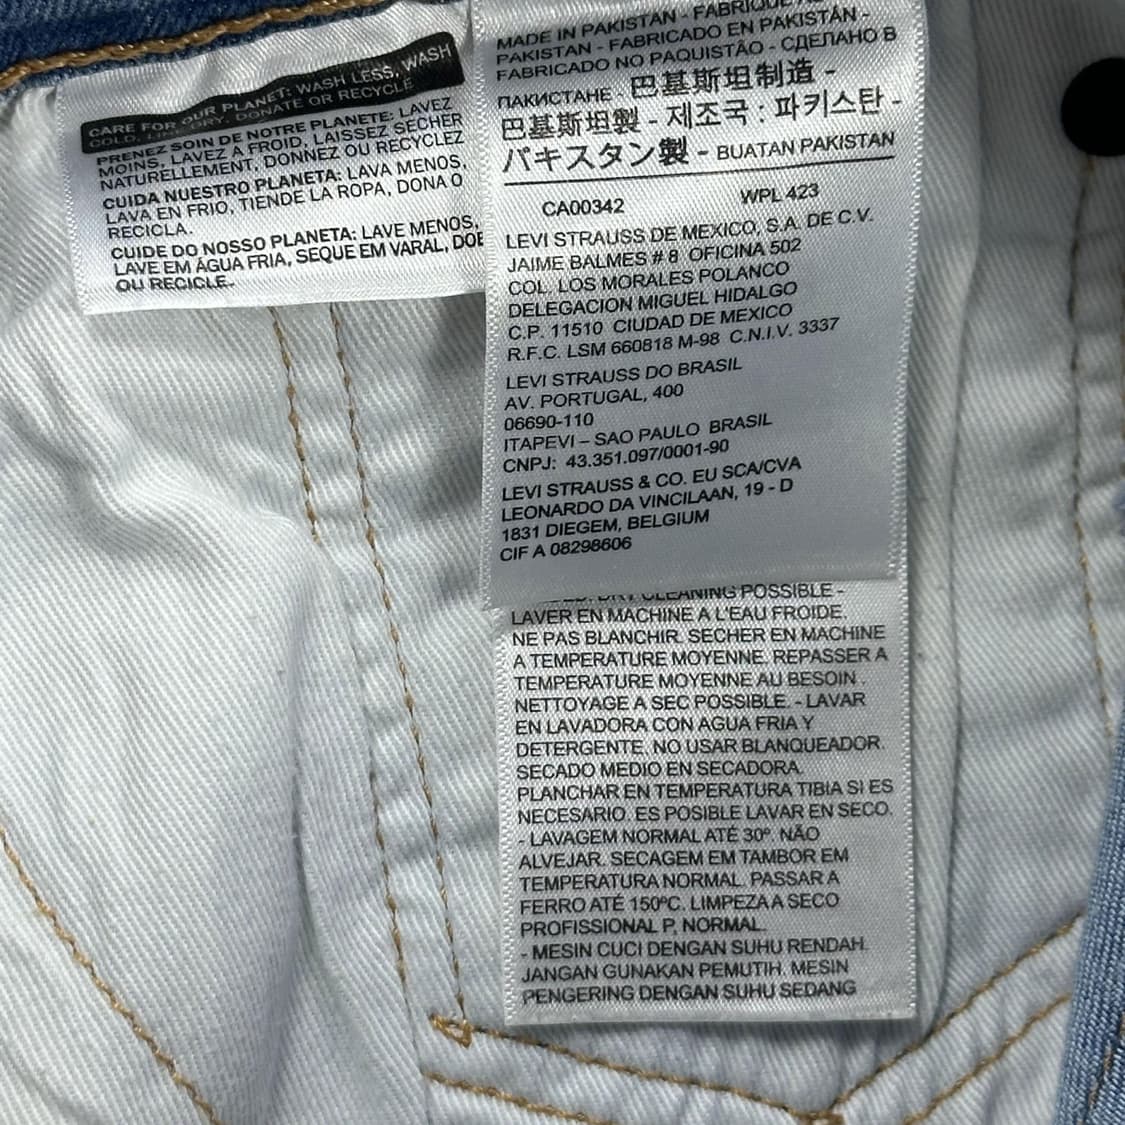 CARE FOR OUR PLANET: WASH LESS, WASH
COLD, LINE DRY, DONATE OR RECYCLE
PRENEZ SOIN DE NOTRE PLANETE: LAVEZ
MOINS, LAVEZ A FROID, LAISSEZ SÉCHER
NATURELLEMENT, DONNEZ OU RECYCLEZ
CUIDA NUESTRO PLANETA: LAVA MENOS,
LAVA EN FRIO, TIENDE LA ROPA, DONA O
RECICLA.
CUIDE DO NOSSO PLANETA: LAVE MENOS,
LAVE EM ÁGUA FRIA, SEQUE EM VARAL, DOE
OU RECICLE.
MADE IN PAKISTAN - FABRIQUÉ AU
PAKISTAN - FABRICADO EN PAKISTÁN -
FABRICADO NO PAQUISTÃO - СДЕЛАНО В
ПАКИСТАНЕ - 巴基斯坦制造 -
巴基斯坦製 - 제조국 : 파키스탄 -
パキスタン製 - BUATAN PAKISTAN
CA00342 WPL 423
LEVI STRAUSS DE MEXICO, S.A. DE C.V.
JAIME BALMES # 8 OFICINA 502
COL. LOS MORALES POLANCO
DELEGACION MIGUEL HIDALGO
C.P. 11510 CIUDAD DE MEXICO
R.F.C. LSM 660818 M-98 C.N.I.V. 3337
LEVI STRAUSS DO BRASIL
AV. PORTUGAL, 400
06690-110
ITAPEVI – SAO PAULO BRASIL
CNPJ: 43.351.097/0001-90
LEVI STRAUSS & CO. EU SCA/CVA
LEONARDO DA VINCILAAN, 19 - D
1831 DIEGEM, BELGIUM
CIF A 08298606
DRY CLEANING POSSIBLE -
LAVER EN MACHINE A L'EAU FROIDE.
NE PAS BLANCHIR. SECHER EN MACHINE
A TEMPERATURE MOYENNE. REPASSER A
TEMPERATURE MOYENNE AU BESOIN.
NETTOYAGE A SEC POSSIBLE. - LAVAR
EN LAVADORA CON AGUA FRIA Y
DETERGENTE. NO USAR BLANQUEADOR.
SECADO MEDIO EN SECADORA.
PLANCHAR EN TEMPERATURA TIBIA SI ES
NECESARIO. ES POSIBLE LAVAR EN SECO.
- LAVAGEM NORMAL ATÉ 30º. NÃO
ALVEJAR. SECAGEM EM TAMBOR EM
TEMPERATURA NORMAL. PASSAR A
FERRO ATÉ 150ºC. LIMPEZA A SECO
PROFISSIONAL P, NORMAL.
- MESIN CUCI DENGAN SUHU RENDAH.
JANGAN GUNAKAN PEMUTIH. MESIN
PENGERING DENGAN SUHU SEDANG